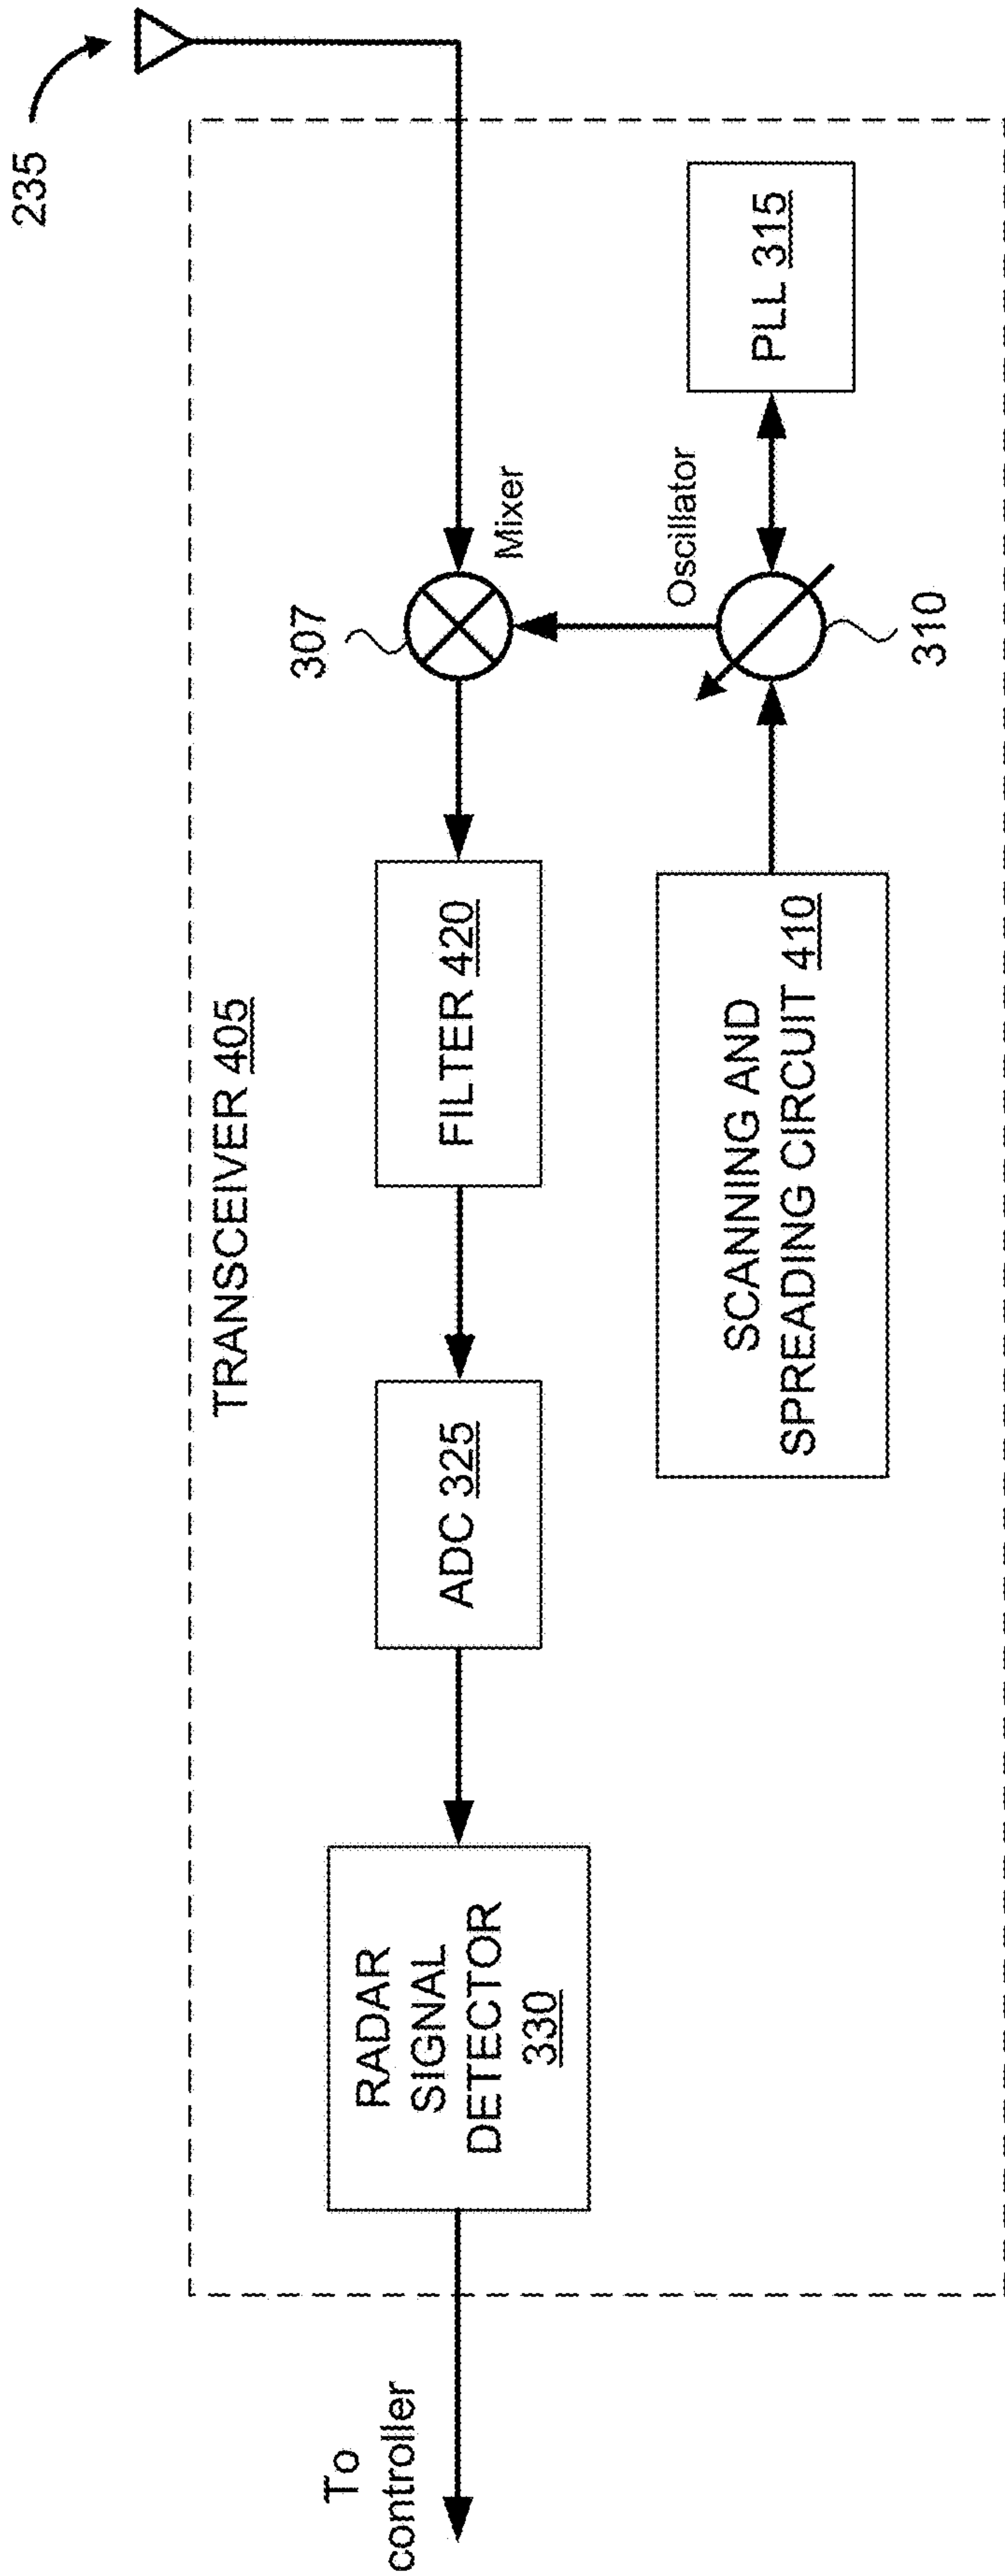 235
TRANSCEIVER 405
307
Mixer
FILTER 420
ADC 325
RADAR
SIGNAL
DETECTOR
330
To
controller
Oscillator
310
PLL 315
SCANNING AND
SPREADING CIRCUIT 410